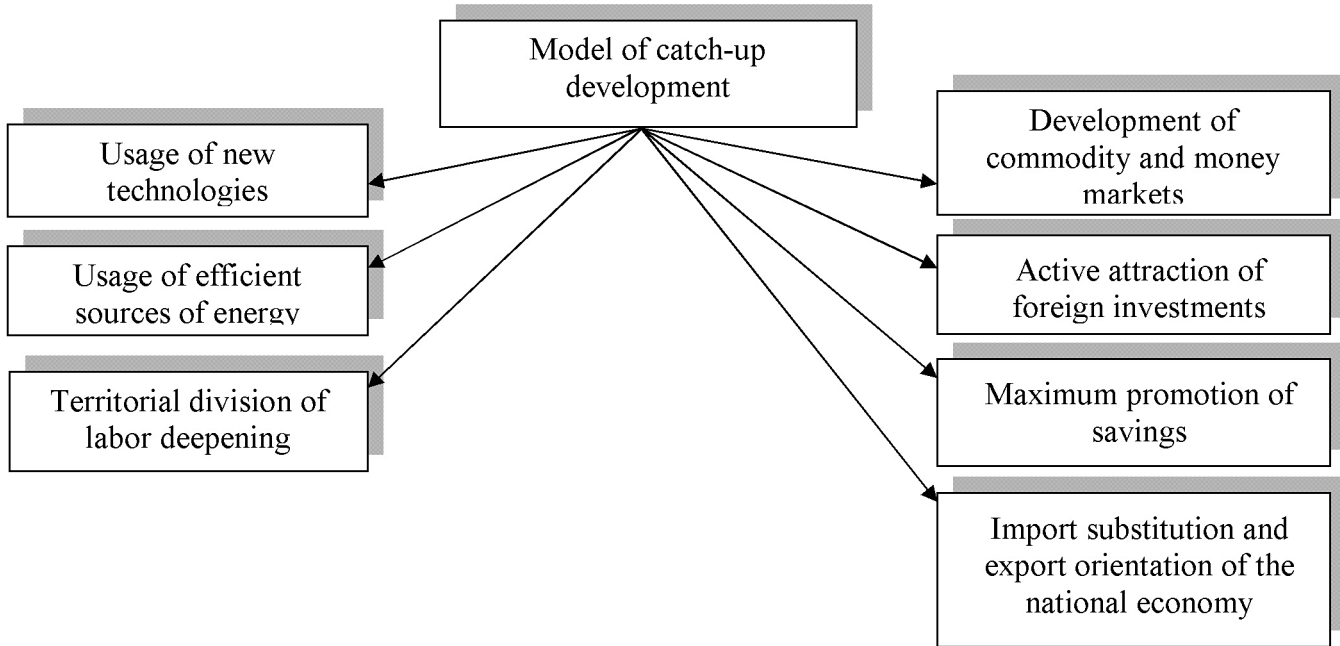 Model of catch-up
development
Usage of new
technologies
Usage of efficient
sources of energy
Territorial division of
labor deepening
Development of
commodity and money
markets
Active attraction of
foreign investments
Maximum promotion of
savings
Import substitution and
export orientation of the
national economy